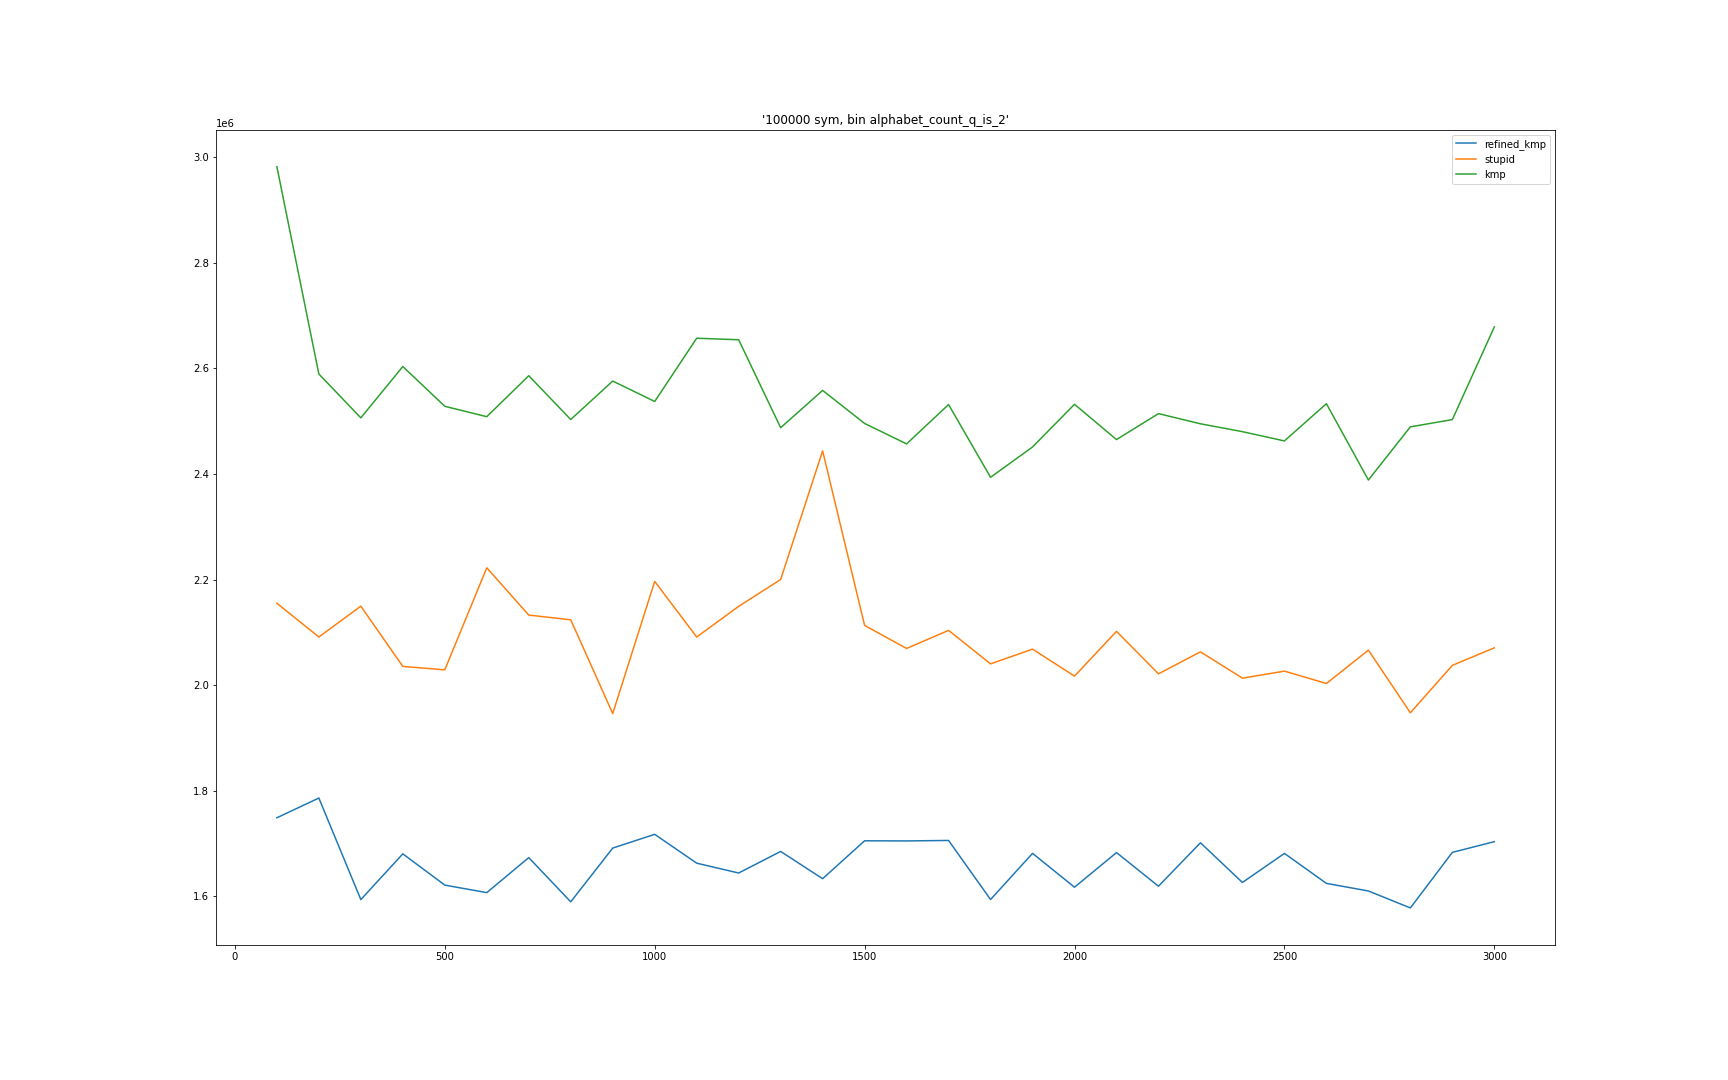 '100000 sym, bin alphabet_count_q_is_2'
1e6
refined_kmp
stupid
kmp
3.0
2.8
2.6
2.4
2.2
2.0
1.8
1.6
0 500 1000 1500 2000 2500 3000